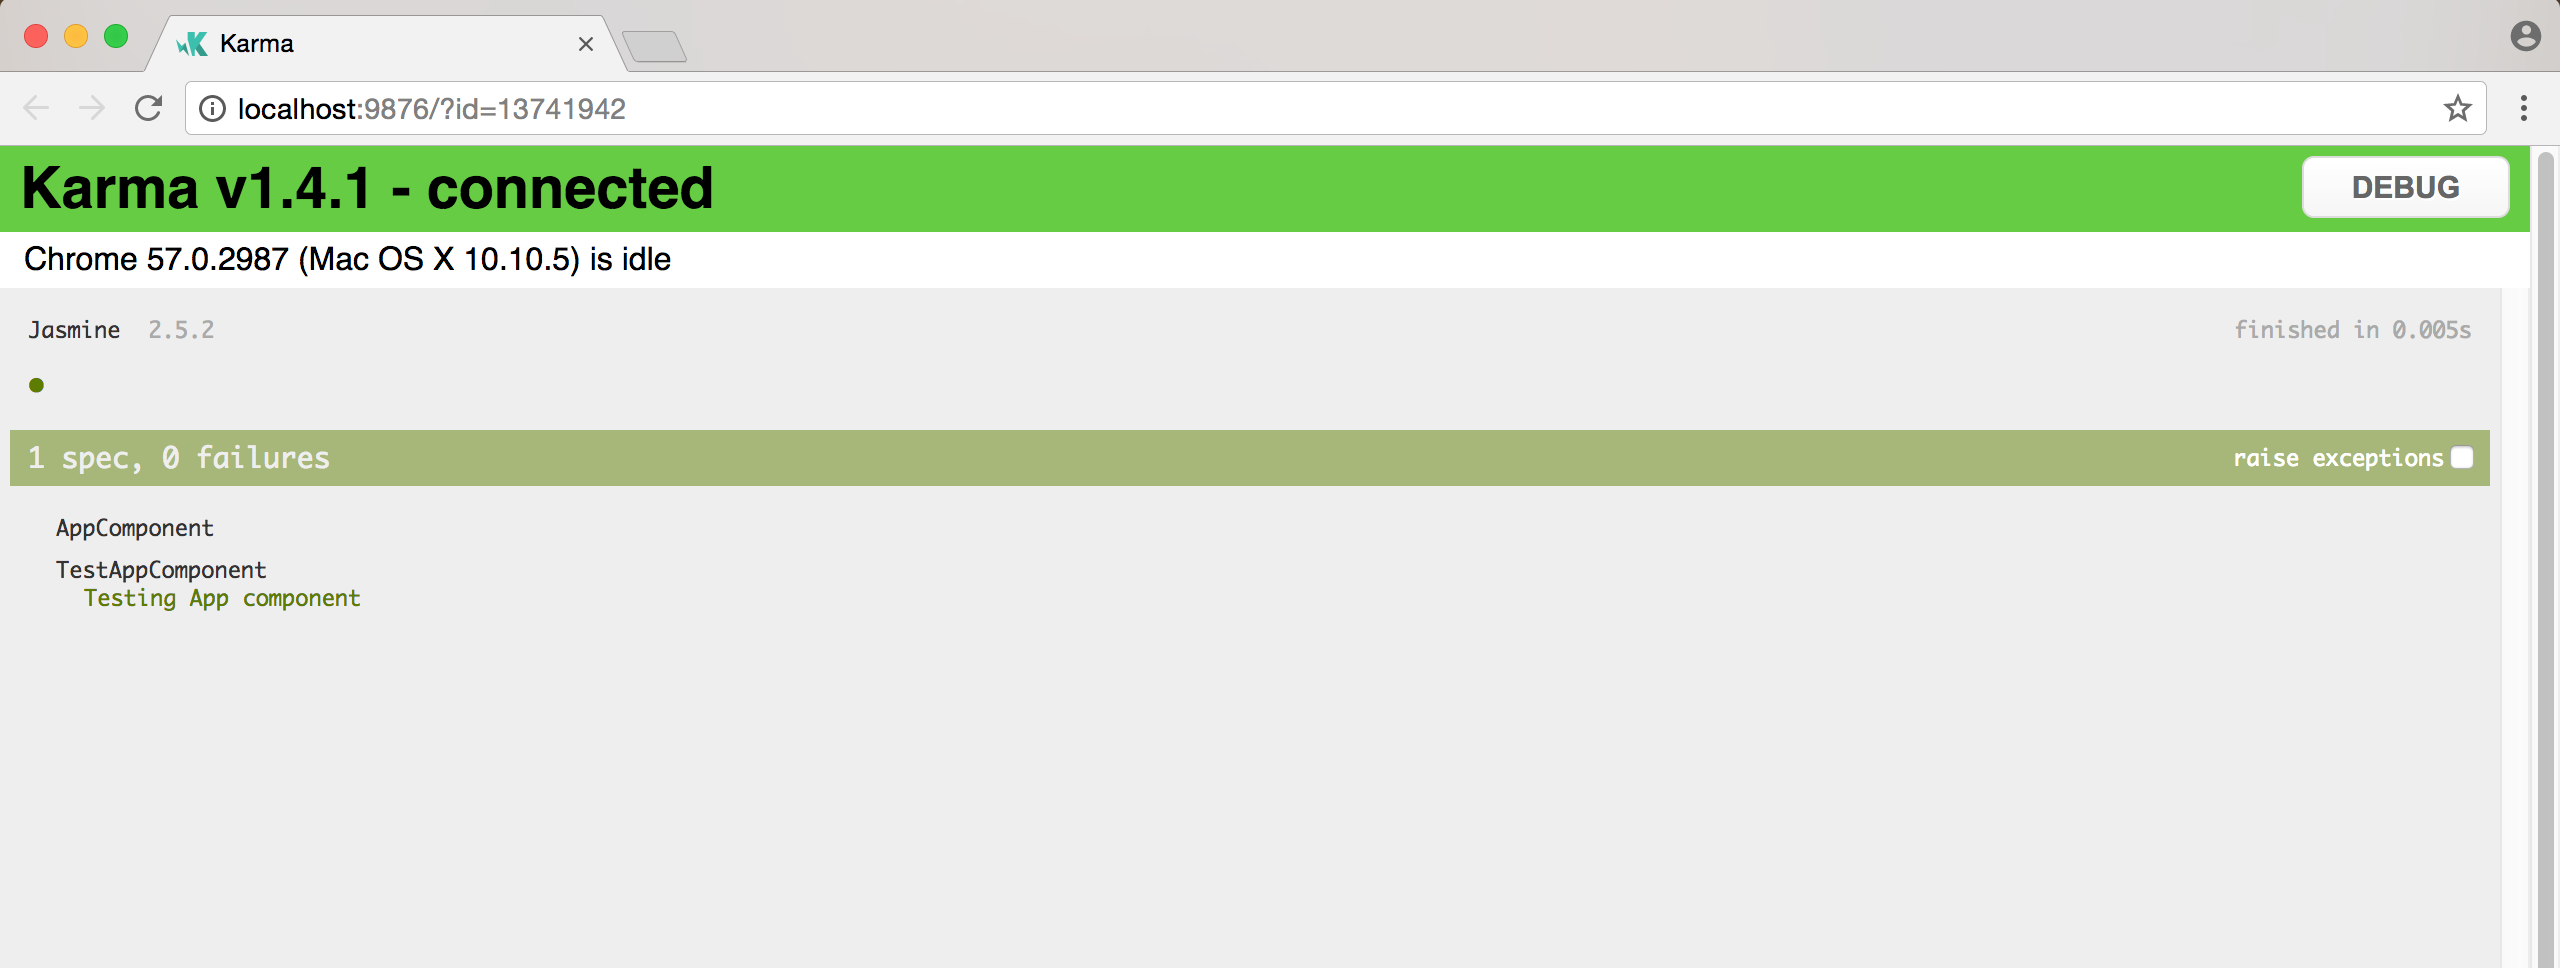 Karma
localhost:9876/?id=13741942
Karma v1.4.1 - connected
DEBUG
Chrome 57.0.2987 (Mac OS X 10.10.5) is idle
Jasmine 2.5.2
finished in 0.005s
1 spec, 0 failures
raise exceptions
AppComponent
TestAppComponent
Testing App component